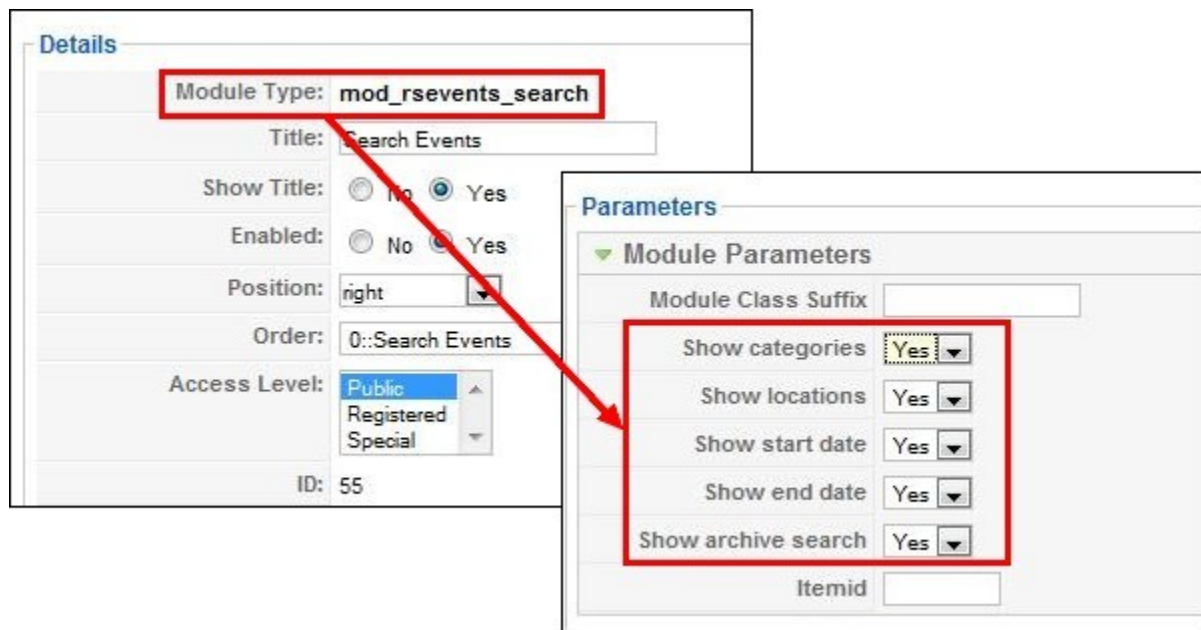 Details
Module Type: mod_rsevents_search
Title: Search Events
Show Title: No Yes
Enabled: No Yes
Position: right
Order: 0::Search Events
Access Level: Public
Registered
Special
ID: 55
Parameters
Module Parameters
Module Class Suffix
Show categories Yes
Show locations Yes
Show start date Yes
Show end date Yes
Show archive search Yes
Itemid